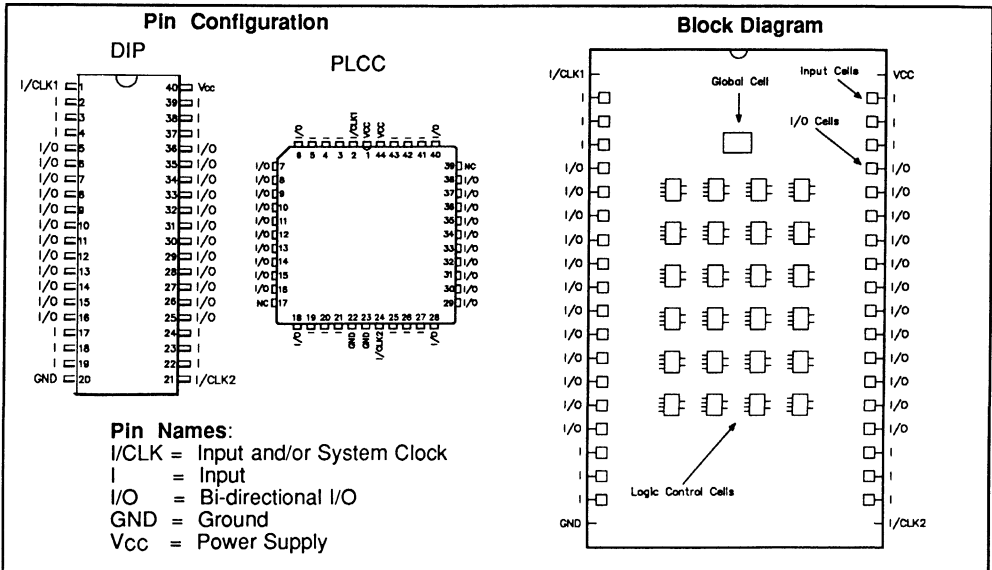 Pin Configuration
DIP
I/CLK1 1 40 Vcc
I 2 39 I
I 3 38 I
I 4 37 I
I/O 5 36 I/O
I/O 6 35 I/O
I/O 7 34 I/O
I/O 8 33 I/O
I/O 9 32 I/O
I/O 10 31 I/O
I/O 11 30 I/O
I/O 12 29 I/O
I/O 13 28 I/O
I/O 14 27 I/O
I/O 15 26 I/O
I/O 16 25 I/O
I 17 24 I
I 18 23 I
I 19 22 I
GND 20 21 I/CLK2
PLCC
I/O I I I I/CLK1 VCC VCC I I I I/O
6 5 4 3 2 1 44 43 42 41 40
I/O 7 39 NC
I/O 8 38 I/O
I/O 9 37 I/O
I/O 10 36 I/O
I/O 11 35 I/O
I/O 12 34 I/O
I/O 13 33 I/O
I/O 14 32 I/O
I/O 15 31 I/O
I/O 16 30 I/O
NC 17 29 I/O
18 19 20 21 22 23 24 25 26 27 28
I/O I I I GND GND I/CLK2 I I I I/O
Pin Names:
I/CLK = Input and/or System Clock
I = Input
I/O = Bi-directional I/O
GND = Ground
VCC = Power Supply
Block Diagram
Global Cell
Input Cells
I/O Cells
I/CLK1 VCC
I I
I I
I I
I/O I/O
I/O I/O
I/O I/O
I/O I/O
I/O I/O
I/O I/O
I/O I/O
I/O I/O
I/O I/O
I/O I/O
I/O I/O
I/O I/O
I I
I I
I I
GND I/CLK2
Logic Control Cells